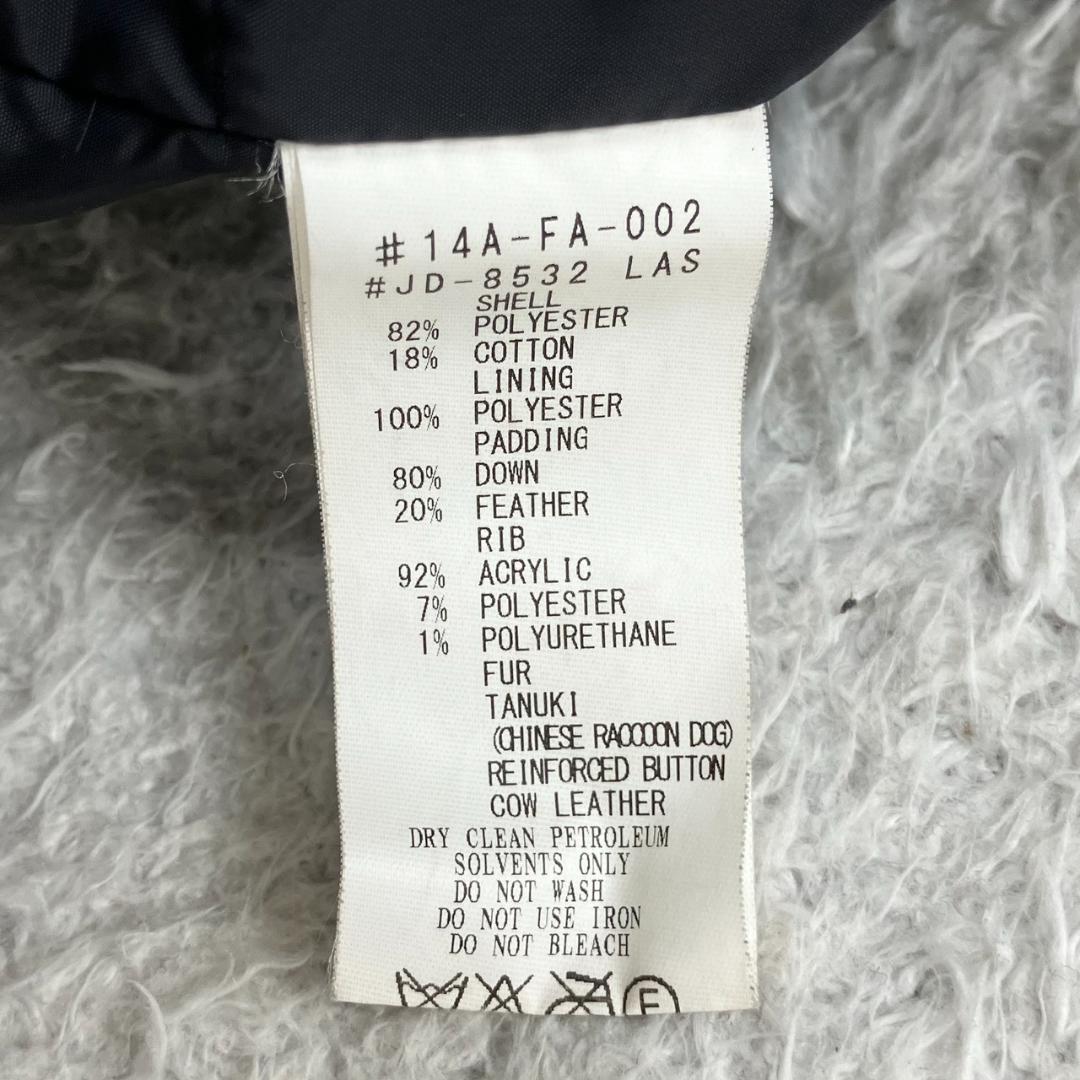 #14A-FA-002
#JD-8532 LAS
SHELL
82% POLYESTER
18% COTTON
LINING
100% POLYESTER
PADDING
80% DOWN
20% FEATHER
RIB
92% ACRYLIC
7% POLYESTER
1% POLYURETHANE
FUR
TANUKI
(CHINESE RACCOON DOG)
REINFORCED BUTTON
COW LEATHER
DRY CLEAN PETROLEUM
SOLVENTS ONLY
DO NOT WASH
DO NOT USE IRON
DO NOT BLEACH
F